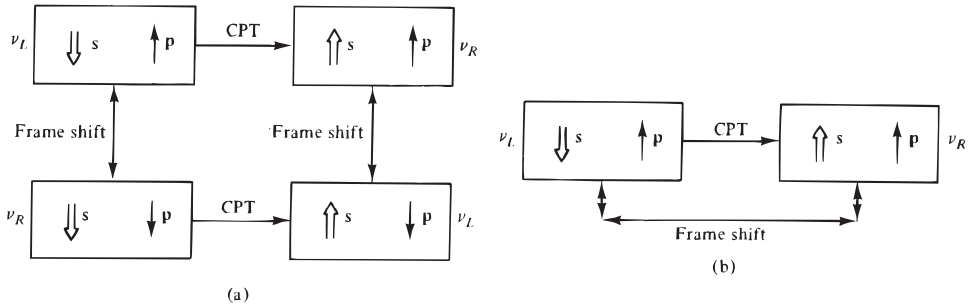 ν_L s p CPT s p ν_R
Frame shift Frame shift
ν_R s p CPT s p ν_L
(a)
ν_L s p CPT s p ν_R
Frame shift
(b)